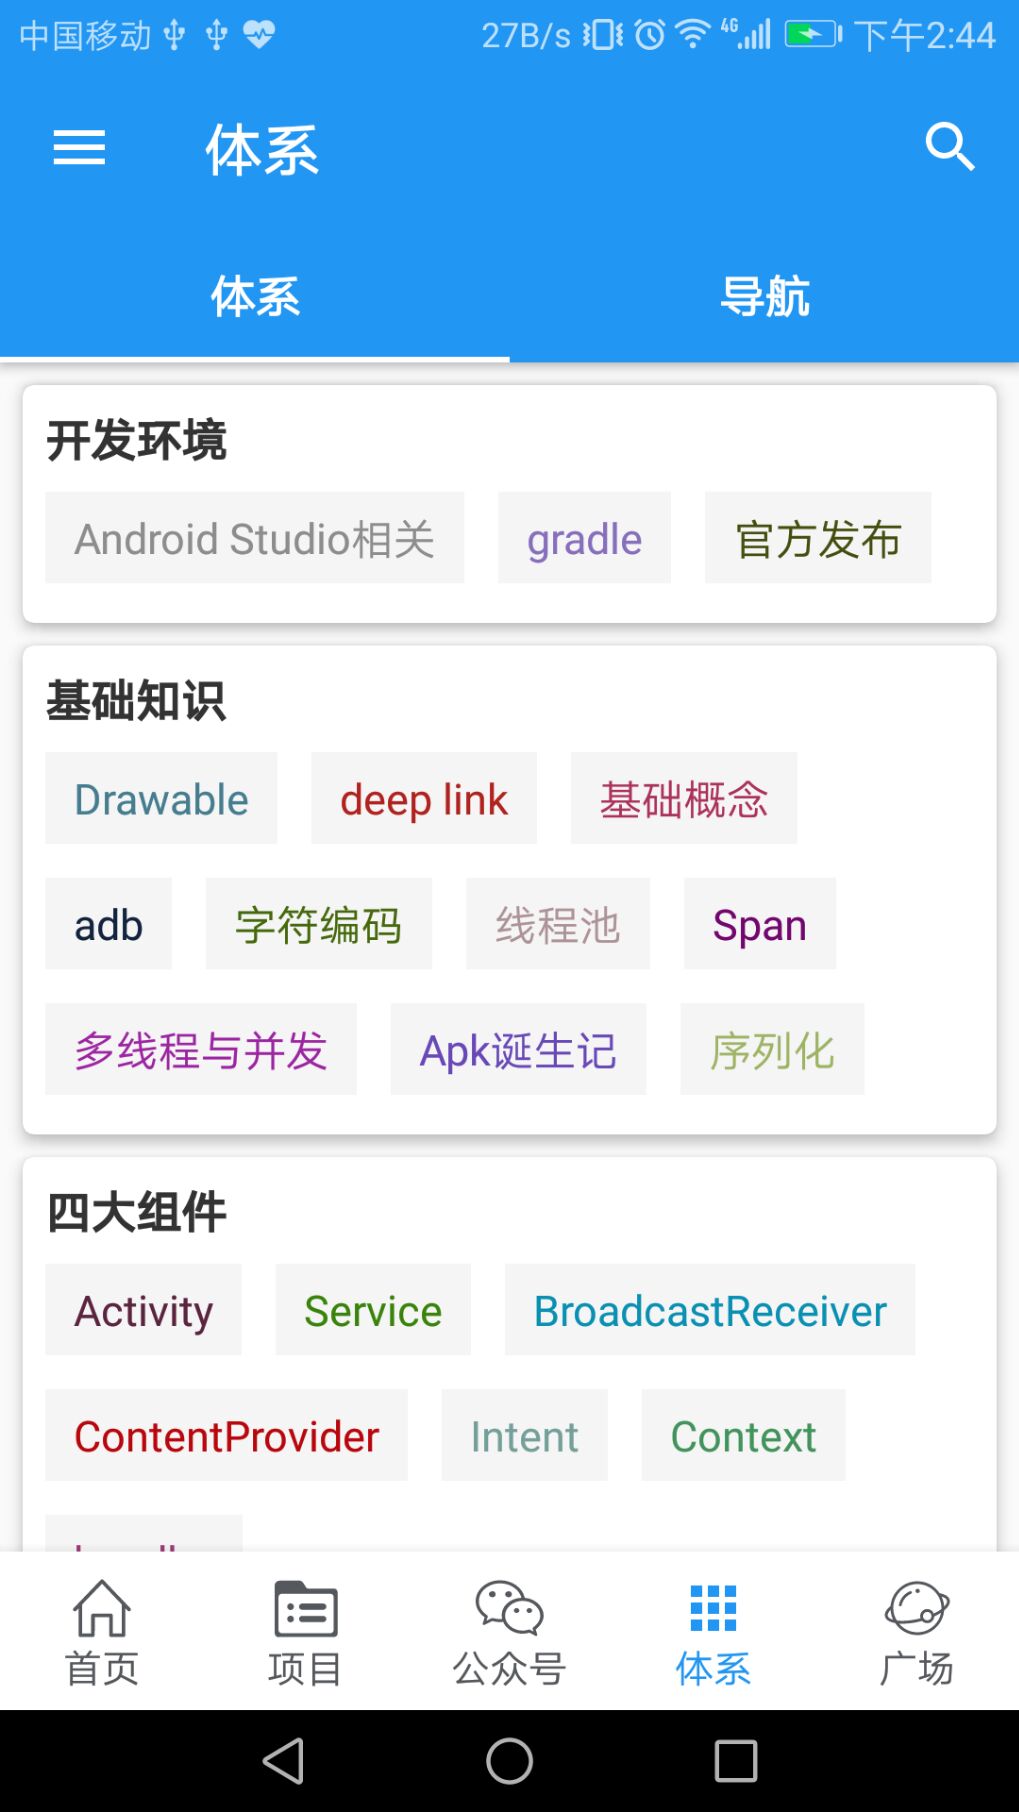 中国移动 27B/s 4G 下午2:44
体系
体系 导航
开发环境
Android Studio相关 gradle 官方发布
基础知识
Drawable deep link 基础概念
adb 字符编码 线程池 Span
多线程与并发 Apk诞生记 序列化
四大组件
Activity Service BroadcastReceiver
ContentProvider Intent Context
首页 项目 公众号 体系 广场